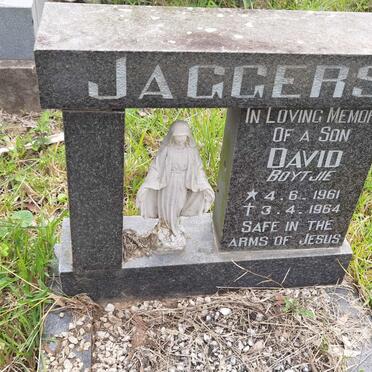 JAGGERS
IN LOVING MEMOR
OF A SON
DAVID
BOYTJIE
★ 4.6.1961
✝ 3.4.1964
SAFE IN THE
ARMS OF JESUS